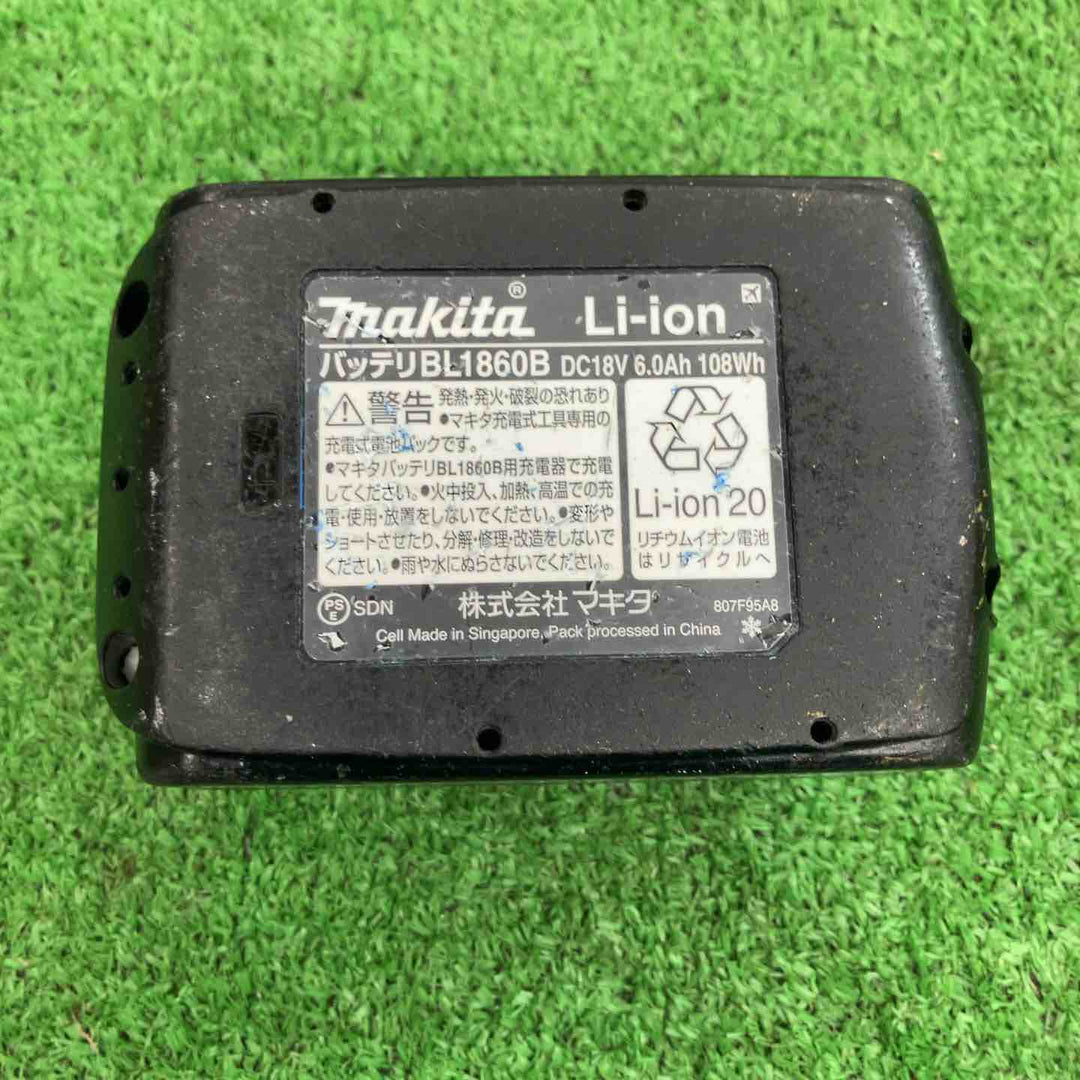 makita® Li-ion
バッテリBL1860B DC18V 6.0Ah 108Wh
警告 発熱・発火・破裂の恐れあり
●マキタ充電式工具専用の
充電式電池パックです。
●マキタバッテリBL1860B用充電器で充電
してください。●火中投入、加熱、高温での充
電・使用・放置をしないでください。●変形や
ショートさせたり、分解・修理・改造をしないで
ください。●雨や水にぬらさないでください。
Li-ion 20
リチウムイオン電池
はリサイクルへ
PSE SDN 株式会社マキタ 807F95A8
Cell Made in Singapore, Pack processed in China